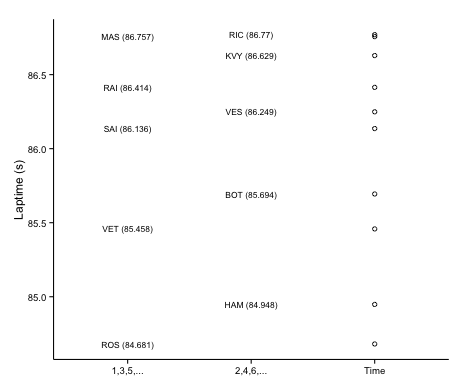 MAS (86.757)
RIC (86.77)
KVY (86.629)
86.5
RAI (86.414)
VES (86.249)
SAI (86.136)
86.0
Laptime (s)
BOT (85.694)
85.5
VET (85.458)
85.0
HAM (84.948)
ROS (84.681)
1,3,5,... 2,4,6,... Time